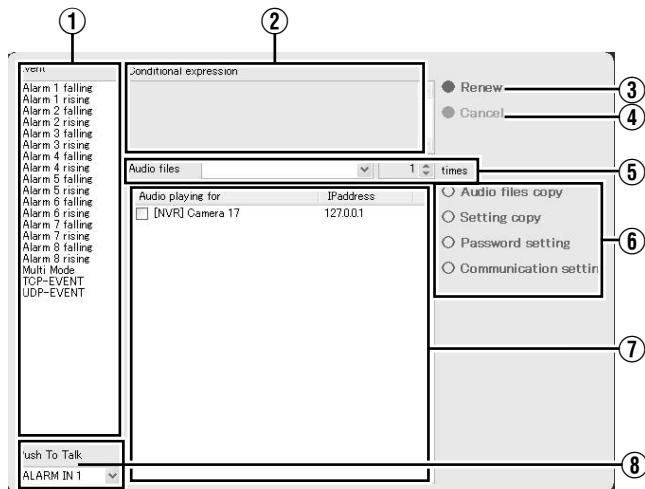 ① ②
Conditional expression
Alarm 1 falling
Alarm 1 rising
Alarm 2 falling
Alarm 2 rising
Alarm 3 falling
Alarm 3 rising
Alarm 4 falling
Alarm 4 rising
Alarm 5 falling
Alarm 5 rising
Alarm 6 falling
Alarm 6 rising
Alarm 7 falling
Alarm 7 rising
Alarm 8 falling
Alarm 8 rising
Multi Mode
TCP-EVENT
UDP-EVENT
Renew ③
Cancel ④
Audio files 1 times ⑤
Audio playing for IPaddress
[NVR] Camera 17 127.0.0.1
Audio files copy
Setting copy
Password setting
Communication settin
⑥
⑦
To Talk
ALARM IN 1
⑧